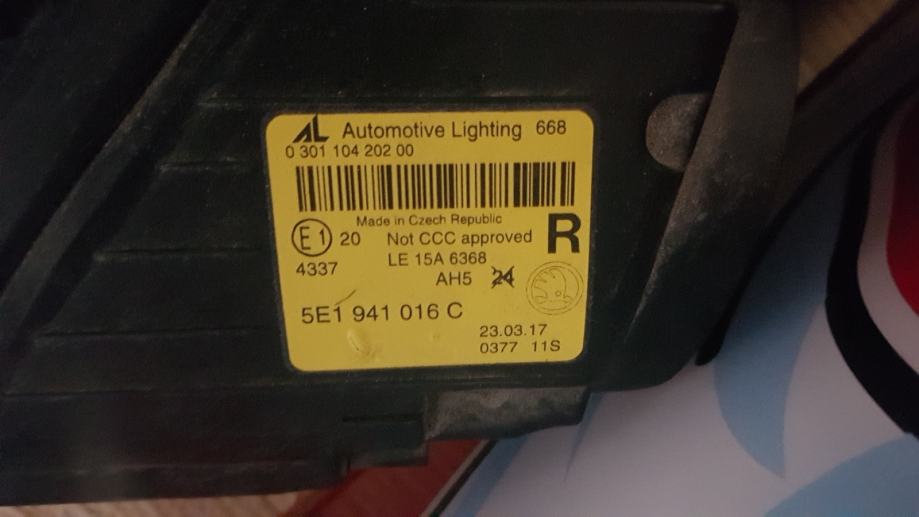 AL Automotive Lighting 668
0 301 104 202 00
Made in Czech Republic
E1 20 Not CCC approved R
4337 LE 15A 6368
AH5 24
5E1 941 016 C
23.03.17
0377 11S